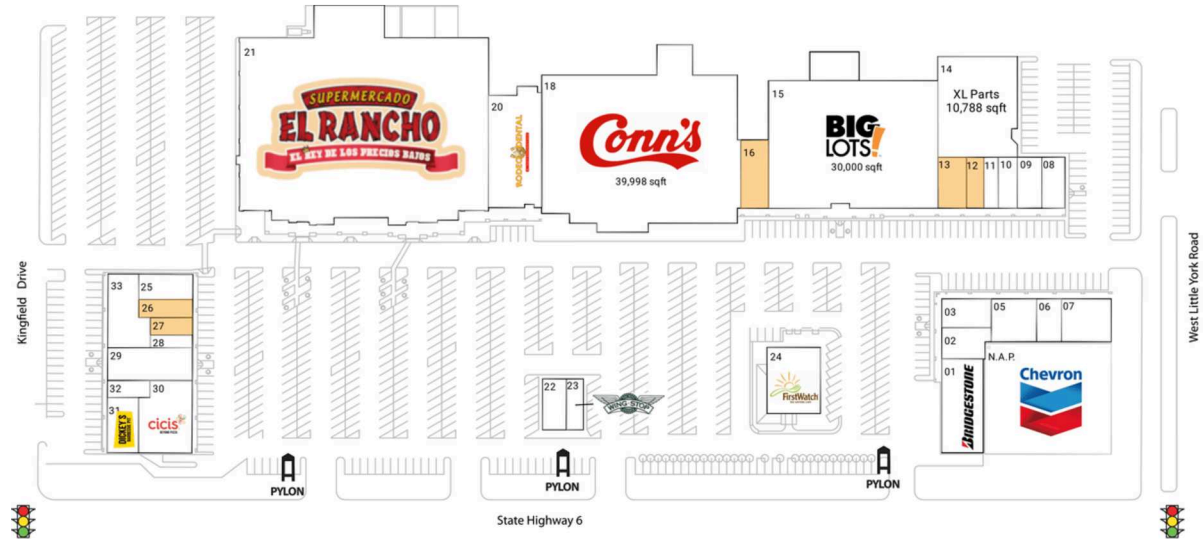 21
SUPERMERCADO
EL RANCHO
EL REY DE LOS PRECIOS BAJOS
20
18
Conn's
39,998 sqft
16
15
BIG
LOTS!
30,000 sqft
14
XL Parts
10,788 sqft
13
12
11
10
09
08
Kingfield Drive
West Little York Road
33
25
26
27
28
29
32
30
31
DICKEY'S
BARBECUE PIT
cicis
22
23
WING STOP
24
FirstWatch
03
05
06
07
02
N.A.P.
01
BRIDGESTONE
Chevron
PYLON
PYLON
PYLON
State Highway 6